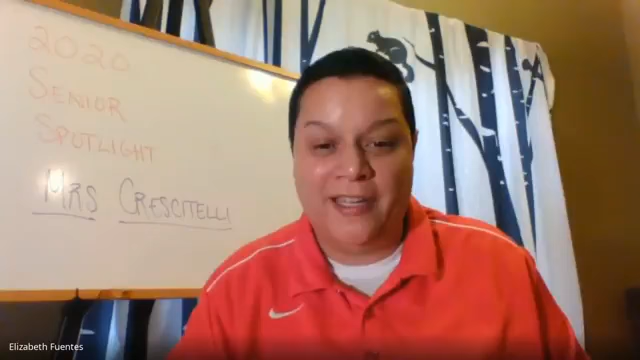 2020
SENIOR
SPOTLIGHT
MRS CRESCITELLI
Elizabeth Fuentes